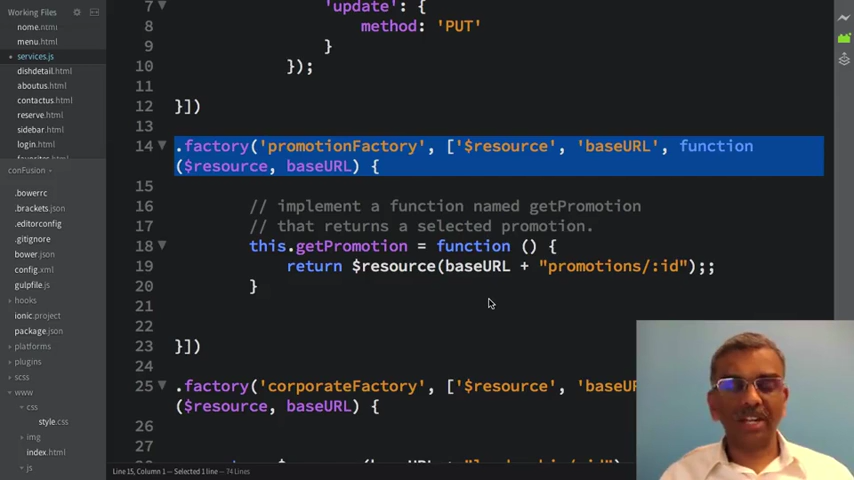 Working Files
home.html
menu.html
services.js
dishdetail.html
aboutus.html
contactus.html
reserve.html
sidebar.html
login.html
favorites.html
conFusion
.bowerrc
.brackets.json
.editorconfig
.gitignore
bower.json
config.xml
gulpfile.js
hooks
ionic.project
package.json
platforms
plugins
scss
www
css
style.css
img
index.html
js
7 'update': {
8 method: 'PUT'
9 }
10 });
11
12 }])
13
14 .factory('promotionFactory', ['$resource', 'baseURL', function
($resource, baseURL) {
15
16 // implement a function named getPromotion
17 // that returns a selected promotion.
18 this.getPromotion = function () {
19 return $resource(baseURL + "promotions/:id");;
20 }
21
22
23 }])
24
25 .factory('corporateFactory', ['$resource', 'baseU
($resource, baseURL) {
26
27
Line 15, Column 1 — Selected 1 line — 74 Lines